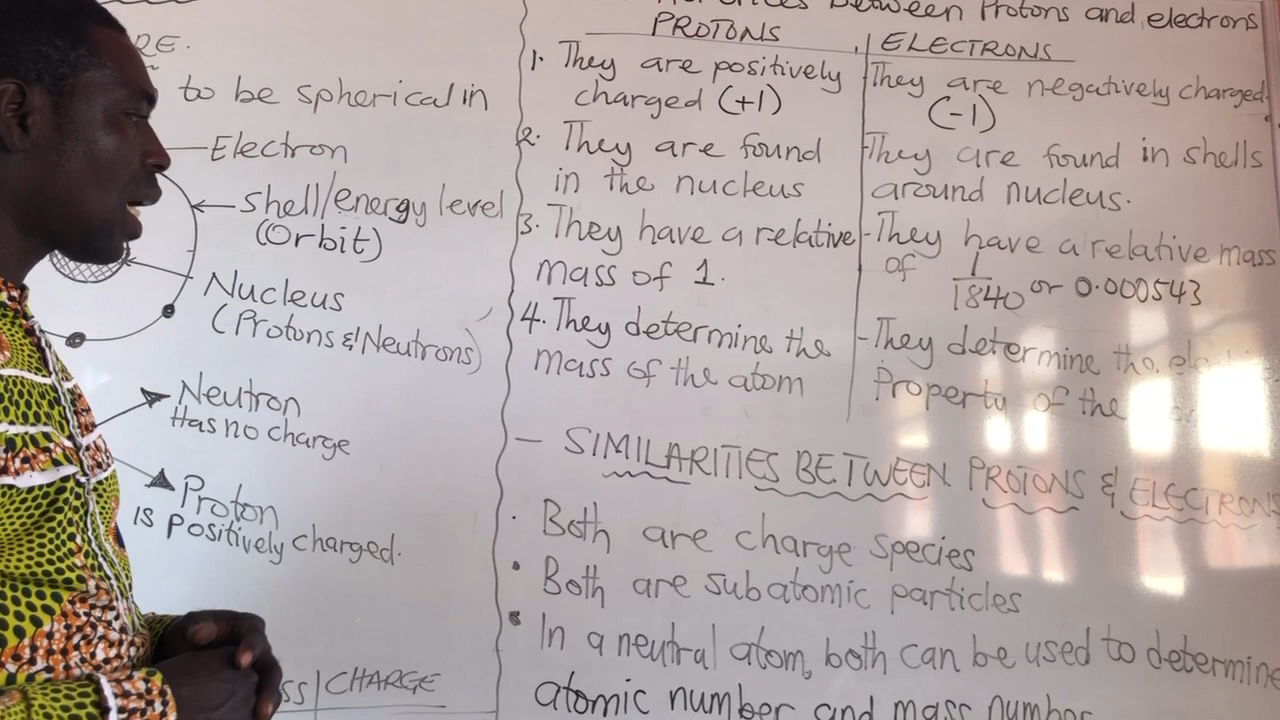 RE.
to be spherical in
Electron
Shell/energy level
(Orbit)
Nucleus
(Protons & Neutrons)
Neutron
Has no charge
Proton
is positively charged.
CHARGE
between Protons and electrons
PROTONS
1. They are positively
charged (+1)
2. They are found
in the nucleus
3. They have a relative
mass of 1.
4. They determine the
mass of the atom
ELECTRONS
They are negatively charged.
(-1)
They are found in shells
around nucleus.
- They have a relative mass
of 1/1840 or 0.000543
- They determine the
Property of the
- SIMILARITIES BETWEEN PROTONS & ELECTRONS
· Both are charge species
• Both are subatomic particles
• In a neutral atom, both can be used to determine
atomic number and mass number